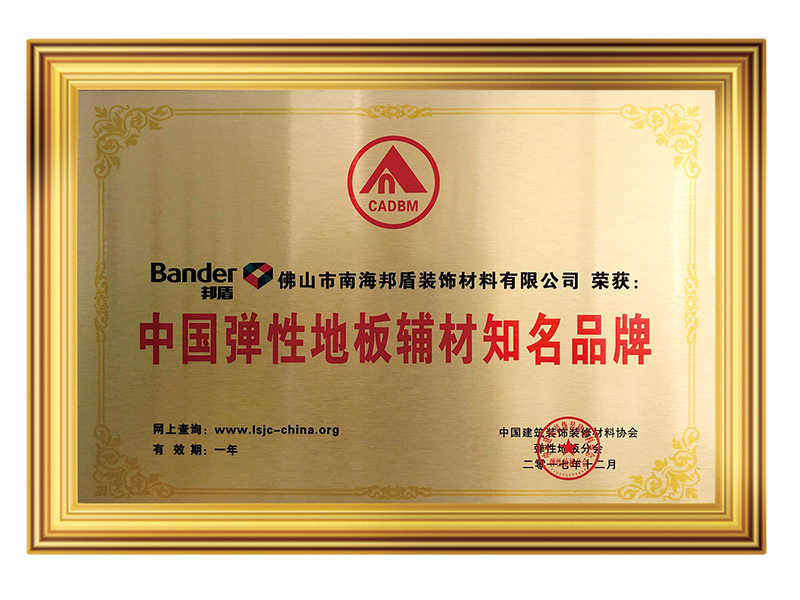 CADBM
Bander
邦盾
佛山市南海邦盾装饰材料有限公司 荣获：
中国弹性地板辅材知名品牌
网上查询：www.lsjc-china.org
有 效 期：一年
中国建筑装饰装修材料协会
弹性地板分会
二零一七年十二月